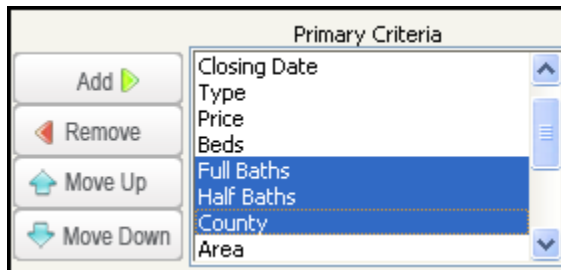 Primary Criteria
Add
Remove
Move Up
Move Down
Closing Date
Type
Price
Beds
Full Baths
Half Baths
County
Area